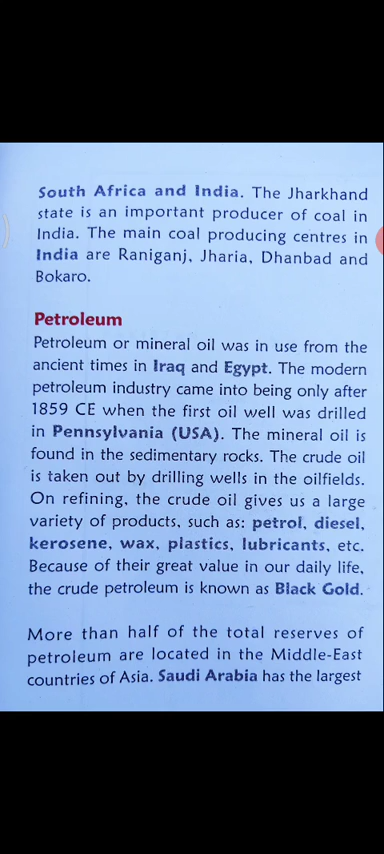 South Africa and India. The Jharkhand
state is an important producer of coal in
India. The main coal producing centres in
India are Raniganj, Jharia, Dhanbad and
Bokaro.
Petroleum
Petroleum or mineral oil was in use from the
ancient times in Iraq and Egypt. The modern
petroleum industry came into being only after
1859 CE when the first oil well was drilled
in Pennsylvania (USA). The mineral oil is
found in the sedimentary rocks. The crude oil
is taken out by drilling wells in the oilfields.
On refining, the crude oil gives us a large
variety of products, such as: petrol, diesel,
kerosene, wax, plastics, lubricants, etc.
Because of their great value in our daily life,
the crude petroleum is known as Black Gold.
More than half of the total reserves of
petroleum are located in the Middle-East
countries of Asia. Saudi Arabia has the largest